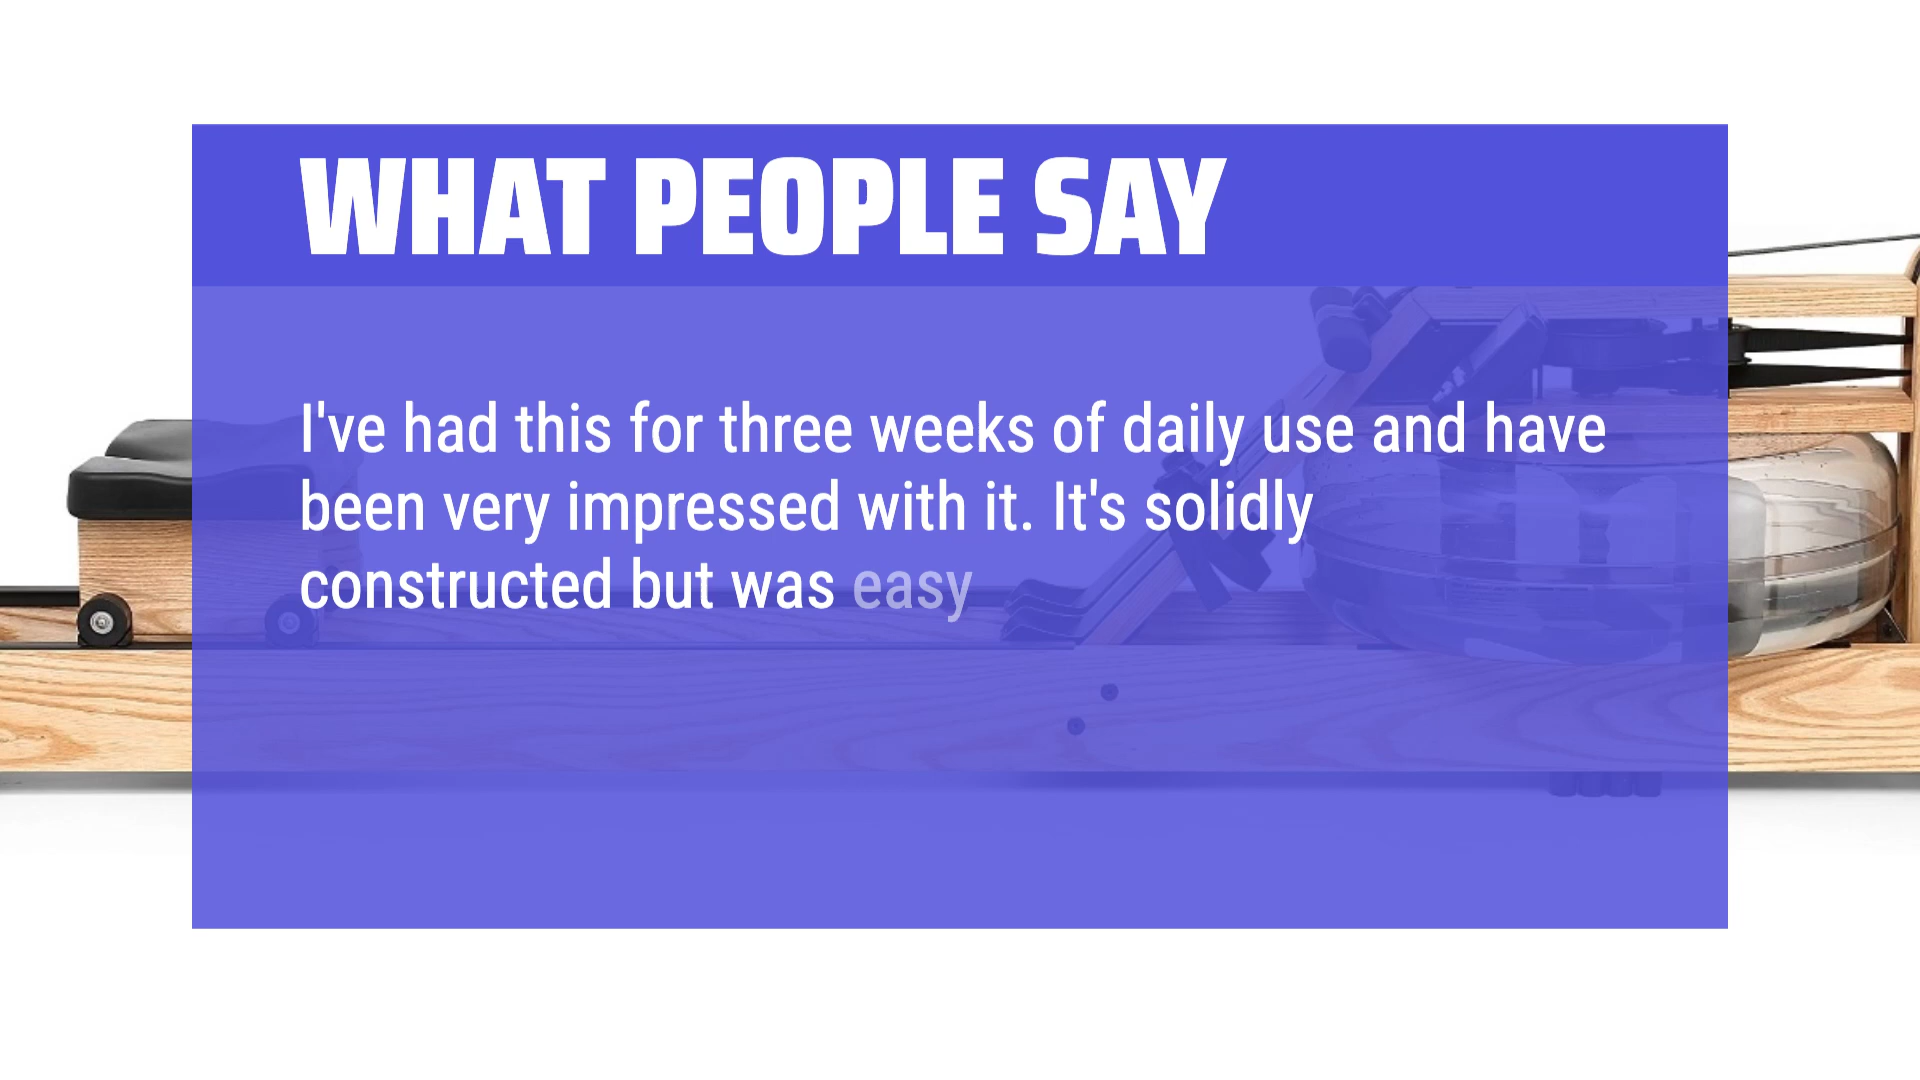 WHAT PEOPLE SAY
I've had this for three weeks of daily use and have
been very impressed with it. It's solidly
constructed but was easy